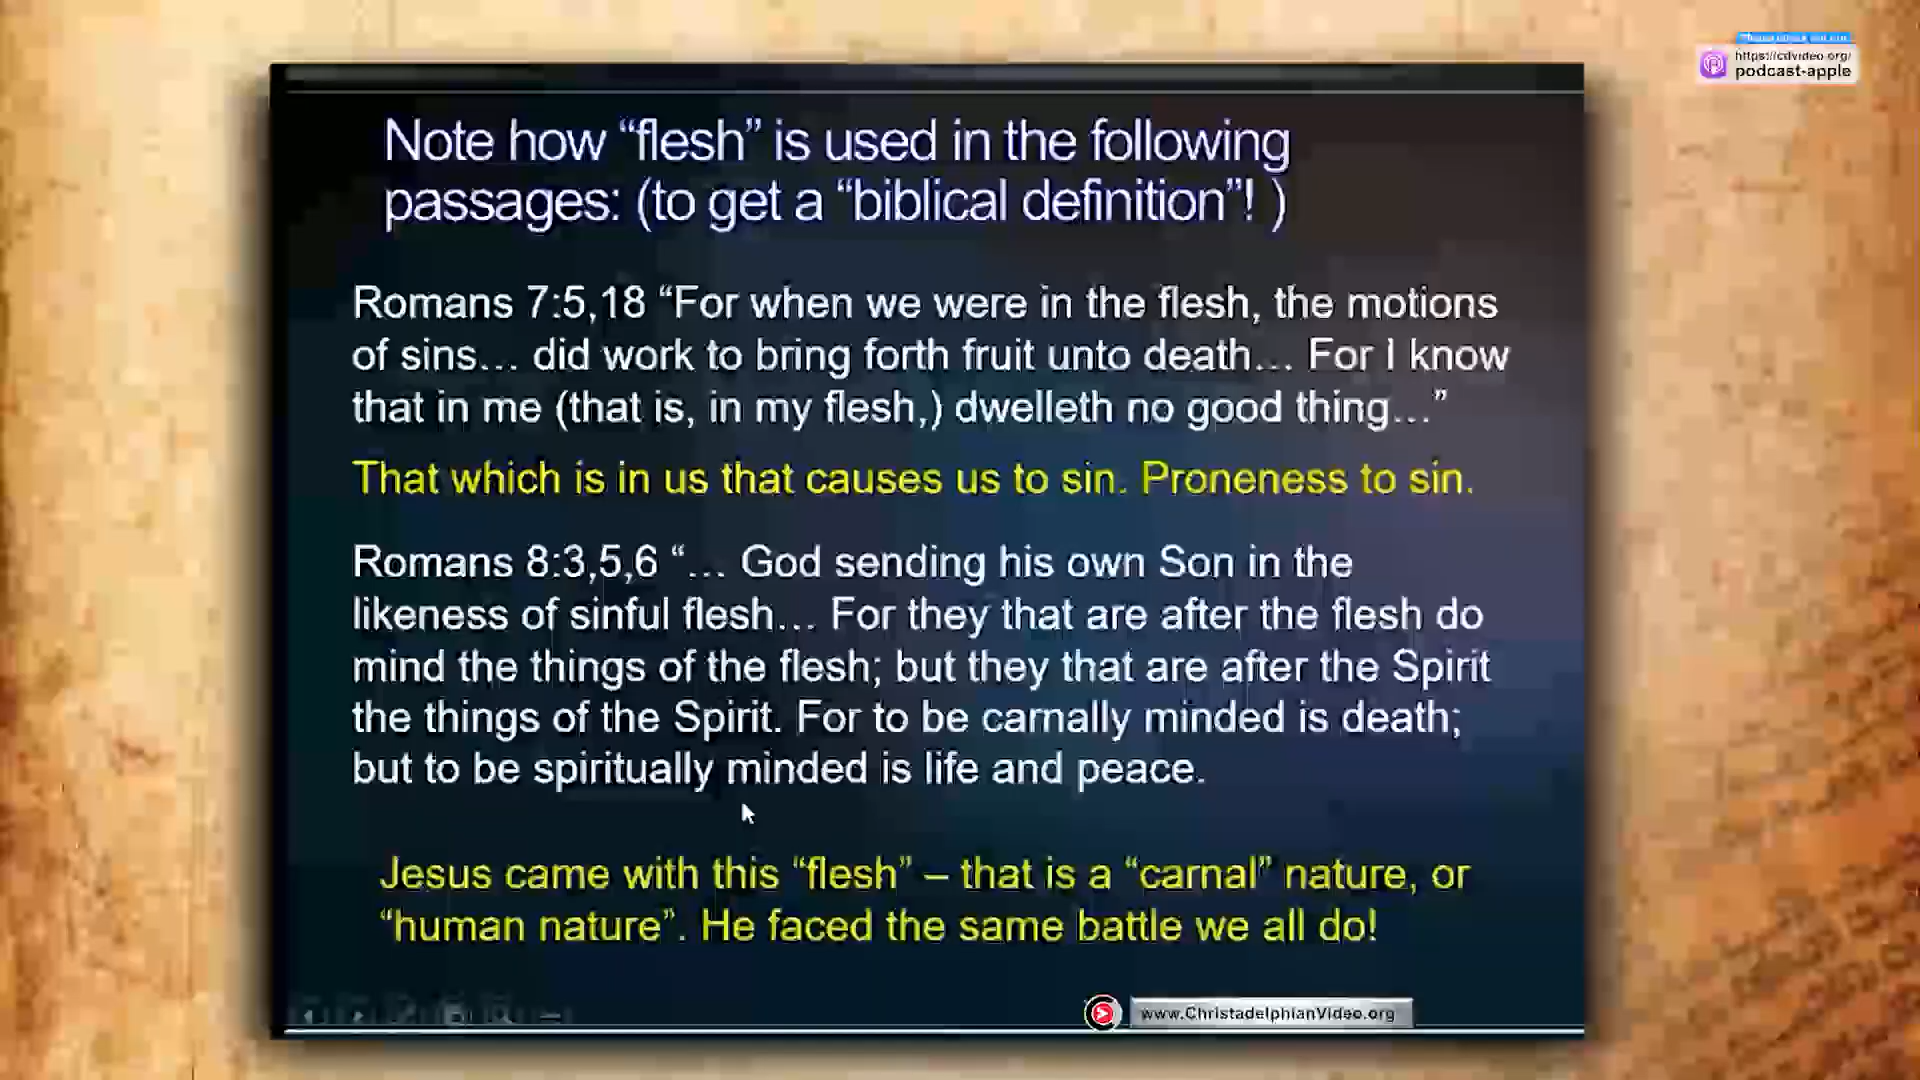 https://cdvideo.org/
podcast-apple
Note how “flesh” is used in the following
passages: (to get a “biblical definition”! )
Romans 7:5,18 “For when we were in the flesh, the motions
of sins… did work to bring forth fruit unto death… For I know
that in me (that is, in my flesh,) dwelleth no good thing…”
That which is in us that causes us to sin. Proneness to sin.
Romans 8:3,5,6 “… God sending his own Son in the
likeness of sinful flesh… For they that are after the flesh do
mind the things of the flesh; but they that are after the Spirit
the things of the Spirit. For to be carnally minded is death;
but to be spiritually minded is life and peace.
Jesus came with this “flesh” – that is a “carnal” nature, or
“human nature”. He faced the same battle we all do!
www.ChristadelphianVideo.org